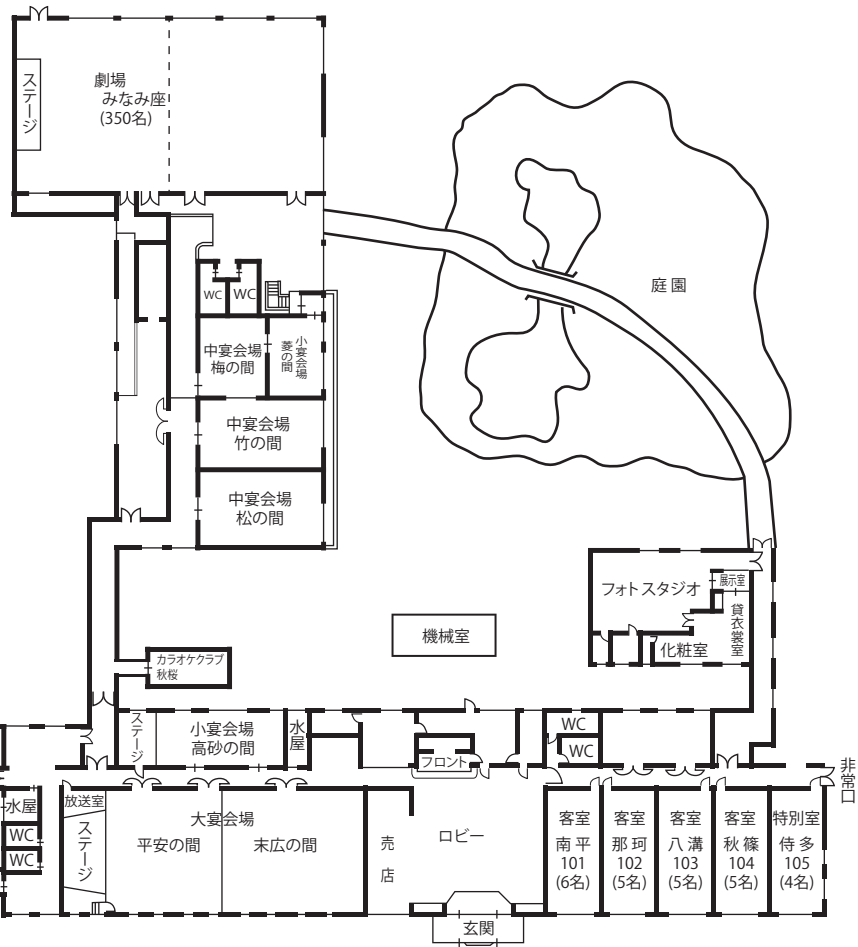 劇場
みなみ座
(350名)
ステージ
庭園
WC
WC
中宴会場
梅の間
小宴会場
菱の間
中宴会場
竹の間
中宴会場
松の間
フォトスタジオ
展示室
貸衣裳室
化粧室
機械室
カラオケクラブ
秋桜
ステージ
小宴会場
高砂の間
水屋
フロント
WC
WC
非常口
水屋
WC
WC
放送室
ステージ
大宴会場
平安の間
末広の間
売店
ロビー
玄関
客室
南平
101
(6名)
客室
那珂
102
(5名)
客室
八溝
103
(5名)
客室
秋篠
104
(5名)
特別室
侍多
105
(4名)